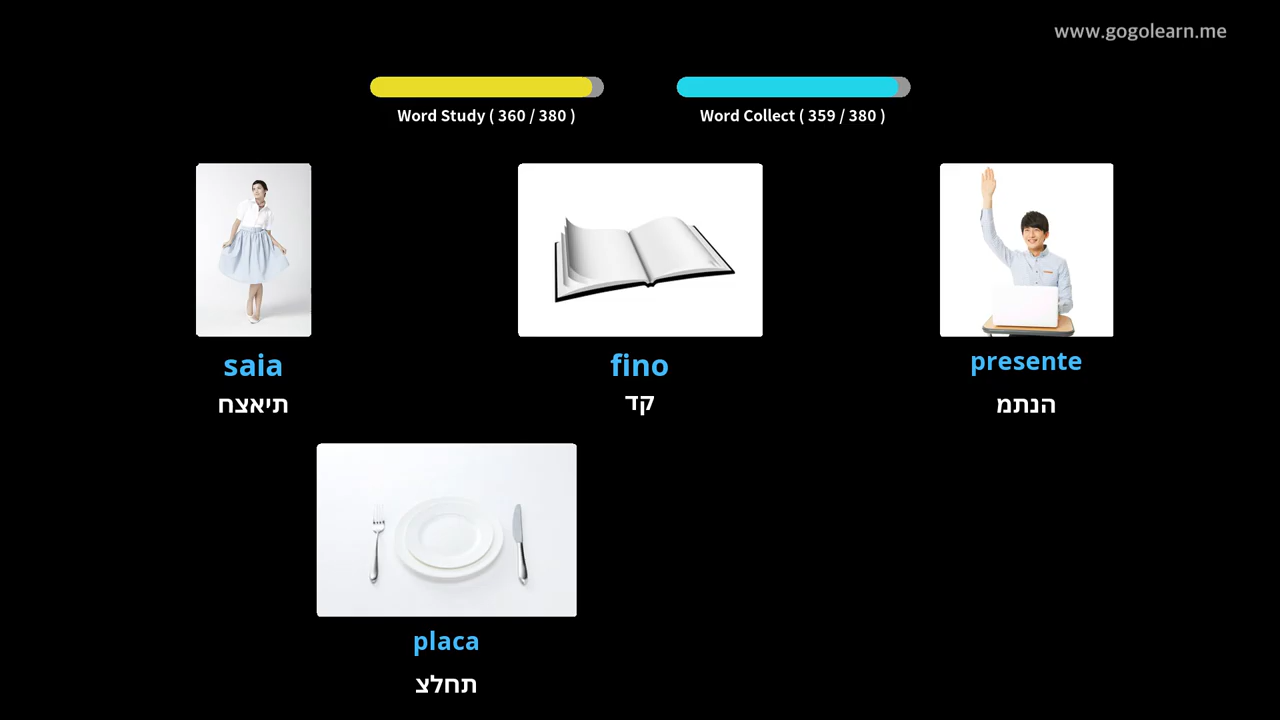 www.gogolearn.me
Word Study ( 360 / 380 )
Word Collect ( 359 / 380 )
saia
fino
presente
תיאצח
קד
הנתמ
placa
תחלצ